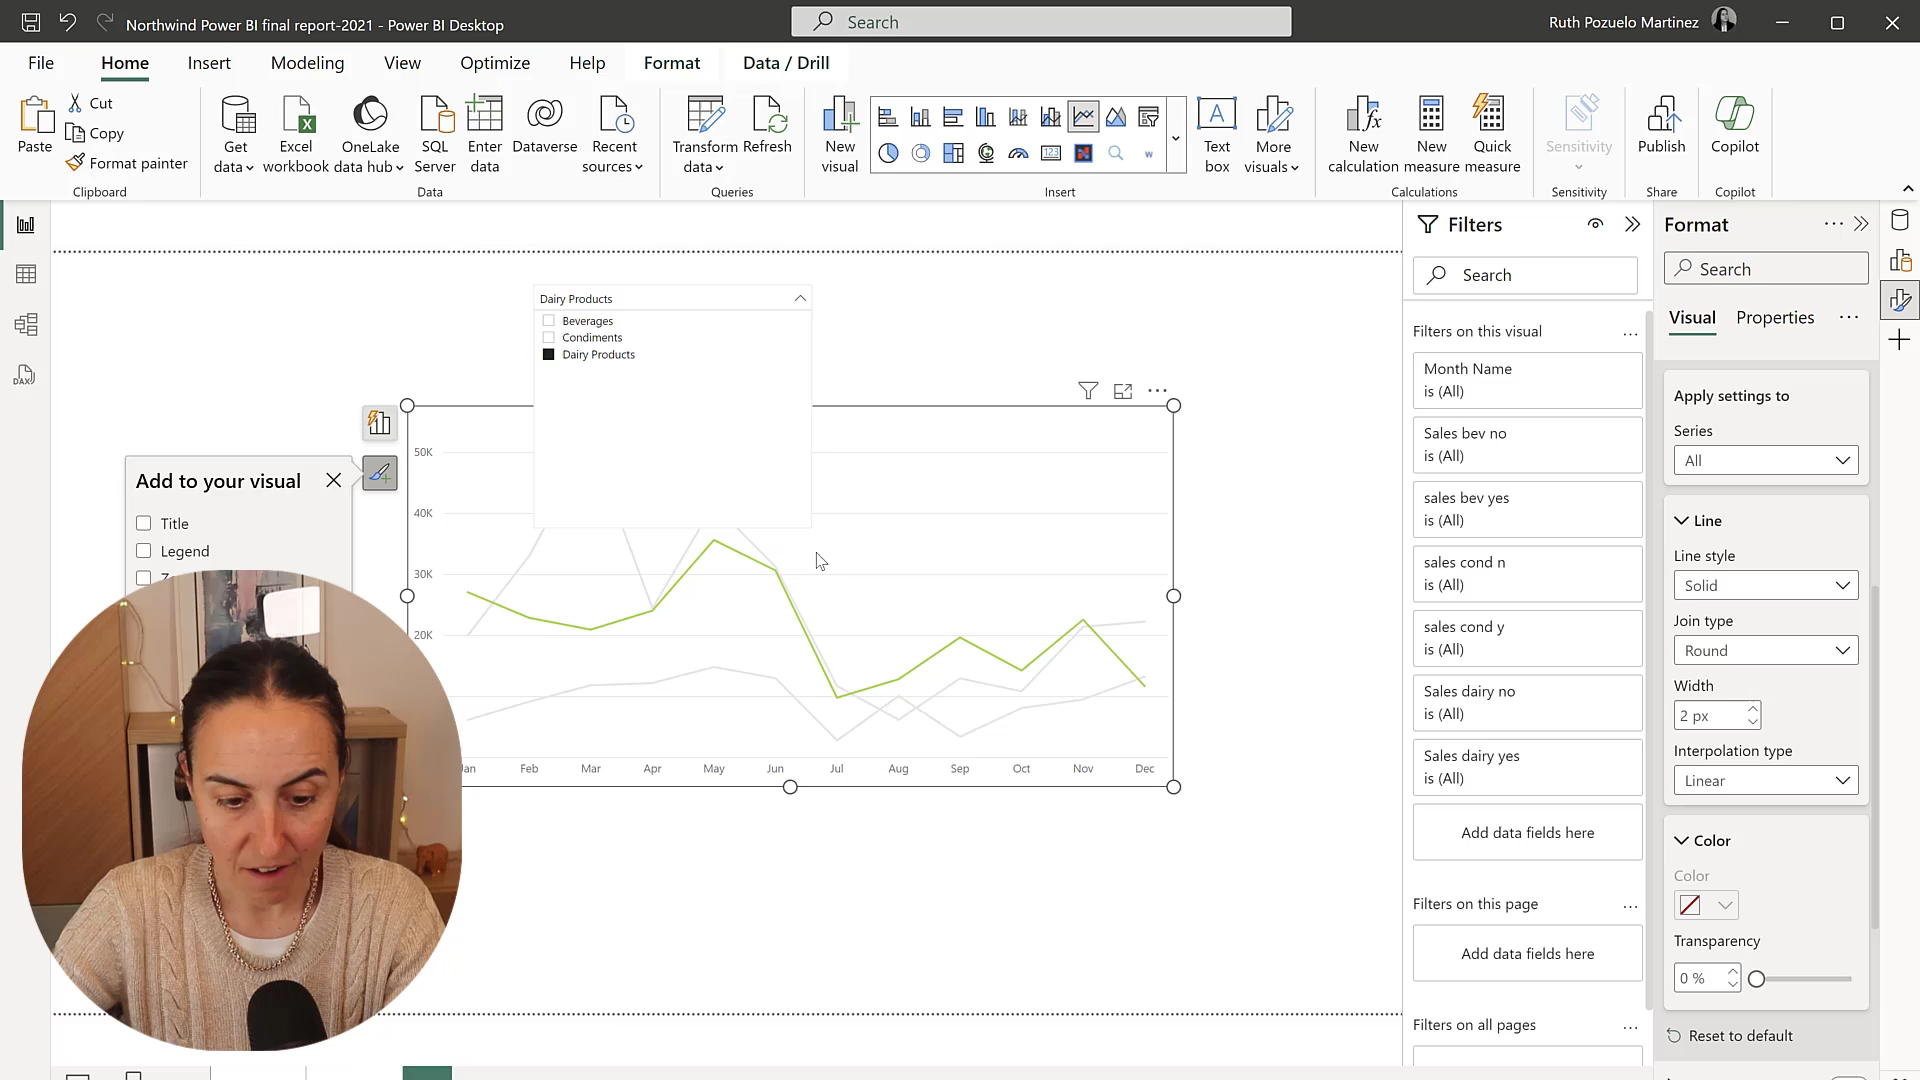 Northwind Power BI final report-2021 - Power BI Desktop
Search
Ruth Pozuelo Martinez
File
Home
Insert
Modeling
View
Optimize
Help
Format
Data / Drill
Paste
Cut
Copy
Format painter
Clipboard
Get
data
Excel
workbook
OneLake
data hub
SQL
Server
Enter
data
Dataverse
Recent
sources
Data
Transform
data
Refresh
Queries
New
visual
Text
box
More
visuals
Insert
New
calculation
New
measure
Quick
measure
Calculations
Sensitivity
Sensitivity
Publish
Share
Copilot
Copilot
Dairy Products
Beverages
Condiments
Dairy Products
Add to your visual
Title
Legend
50K
40K
30K
20K
Feb
Mar
Apr
May
Jun
Jul
Aug
Sep
Oct
Nov
Dec
Filters
Search
Filters on this visual
Month Name
is (All)
Sales bev no
is (All)
sales bev yes
is (All)
sales cond n
is (All)
sales cond y
is (All)
Sales dairy no
is (All)
Sales dairy yes
is (All)
Add data fields here
Filters on this page
Add data fields here
Filters on all pages
Format
Search
Visual
Properties
Apply settings to
Series
All
Line
Line style
Solid
Join type
Round
Width
2 px
Interpolation type
Linear
Color
Color
Transparency
0 %
Reset to default
DAX